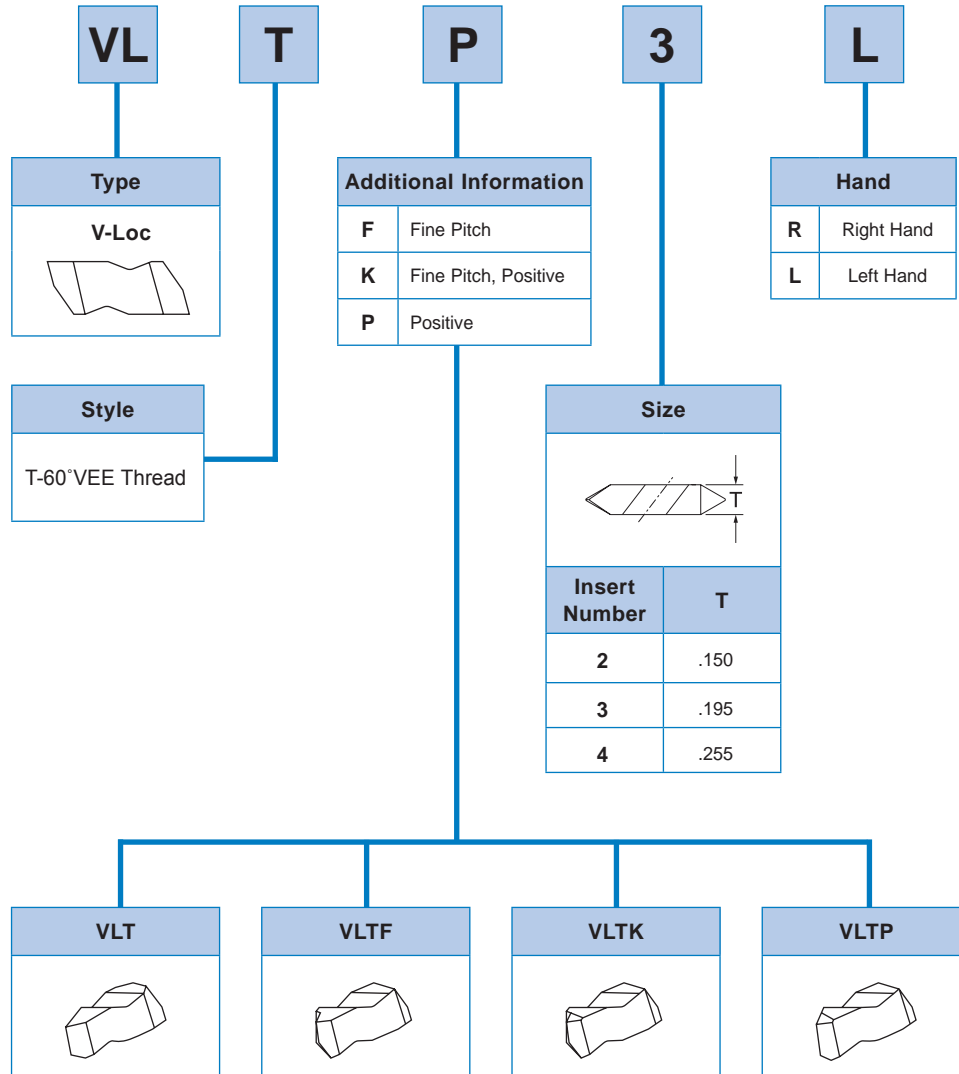 VL T P 3 L
Type
V-Loc
Additional Information
F Fine Pitch
K Fine Pitch, Positive
P Positive
Hand
R Right Hand
L Left Hand
Style
T-60˚VEE Thread
Size
T
Insert
Number
T
2 .150
3 .195
4 .255
VLT
VLTF
VLTK
VLTP